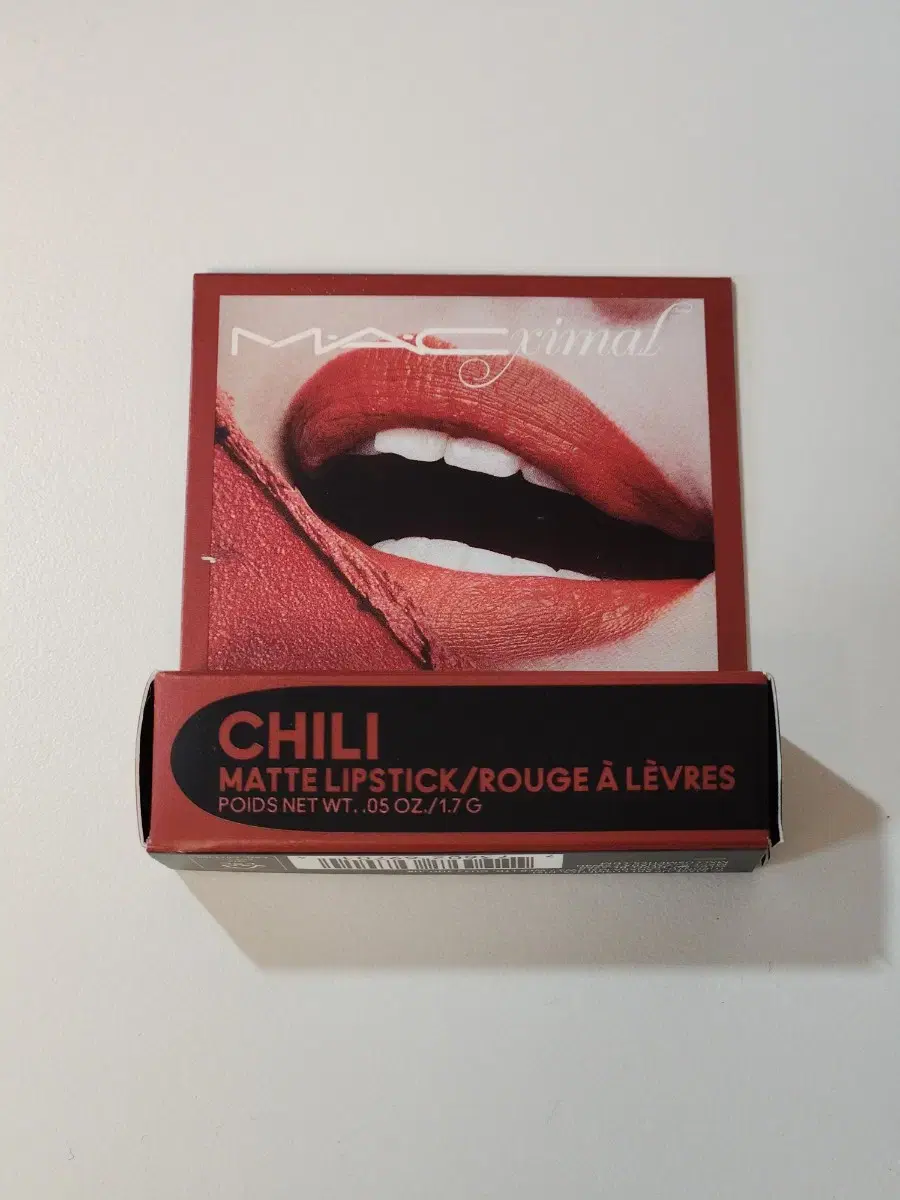 M·A·Cximal
CHILI
MATTE LIPSTICK/ROUGE À LÈVRES
POIDS NET WT. .05 OZ./1.7 G